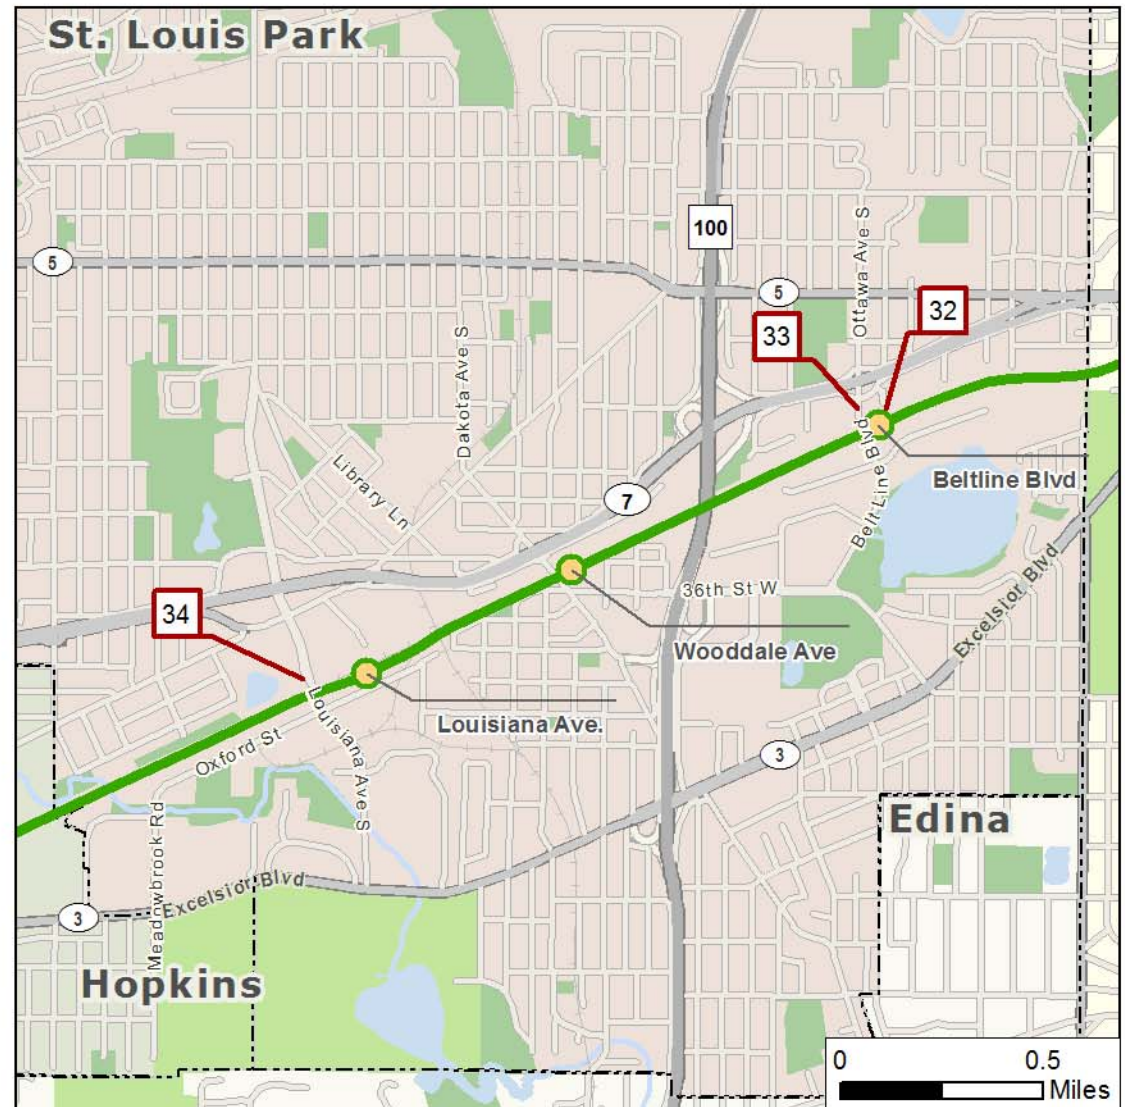 St. Louis Park
100
Ottawa Ave S
5
5
32
33
Dakota Ave S
Library Ln
Belt Line Blvd
Beltline Blvd
7
36th St W
Excelsior Blvd
34
Wooddale Ave
Louisiana Ave.
Louisiana Ave S
Oxford St
3
Edina
Meadowbrook Rd
Excelsior Blvd
3
Hopkins
0 0.5
Miles